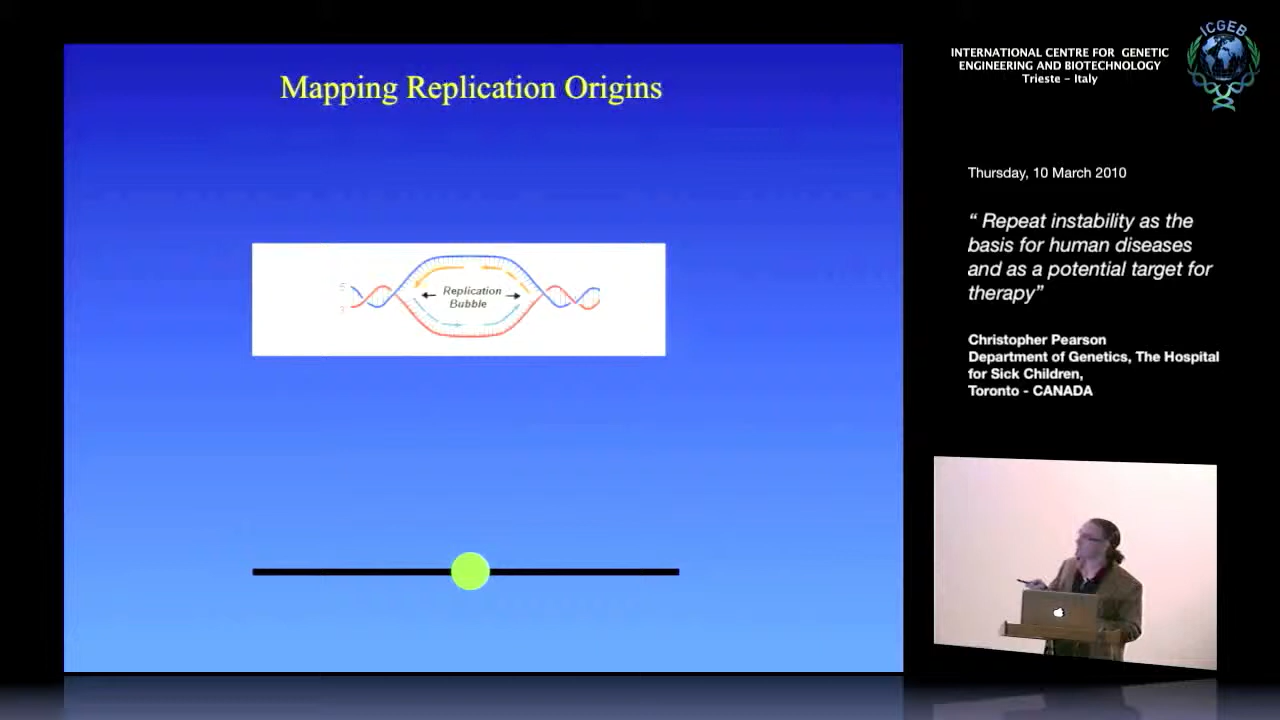 Mapping Replication Origins
5'
3'
Replication
Bubble
INTERNATIONAL CENTRE FOR GENETIC
ENGINEERING AND BIOTECHNOLOGY
Trieste - Italy
ICGEB
Thursday, 10 March 2010
“ Repeat instability as the
basis for human diseases
and as a potential target for
therapy”
Christopher Pearson
Department of Genetics, The Hospital
for Sick Children,
Toronto - CANADA